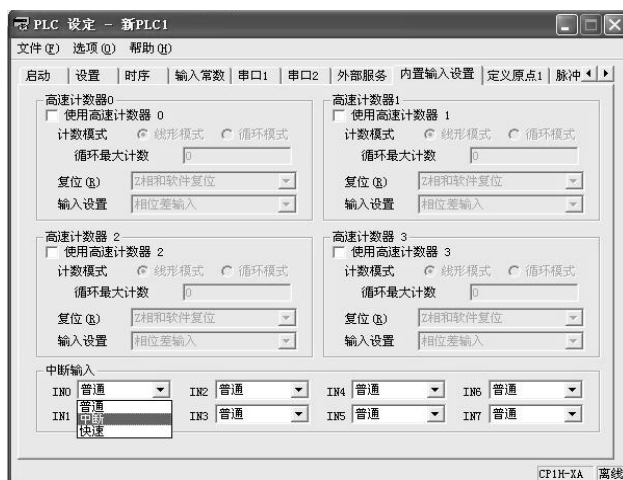 PLC 设定 - 新PLC1
文件(F) 选项(O) 帮助(H)
启动 设置 时序 输入常数 串口1 串口2 外部服务 内置输入设置 定义原点1 脉冲
高速计数器0
使用高速计数器 0
计数模式 线形模式 循环模式
循环最大计数 0
复位(R) Z相和软件复位
输入设置 相位差输入
高速计数器1
使用高速计数器 1
计数模式 线形模式 循环模式
循环最大计数 0
复位(R) Z相和软件复位
输入设置 相位差输入
高速计数器 2
使用高速计数器 2
计数模式 线形模式 循环模式
循环最大计数 0
复位(R) Z相和软件复位
输入设置 相位差输入
高速计数器 3
使用高速计数器 3
计数模式 线形模式 循环模式
循环最大计数 0
复位(R) Z相和软件复位
输入设置 相位差输入
中断输入
IN0 普通 IN2 普通 IN4 普通 IN6 普通
普通
IN1 中断 IN3 普通 IN5 普通 IN7 普通
快速
CP1H-XA 离线